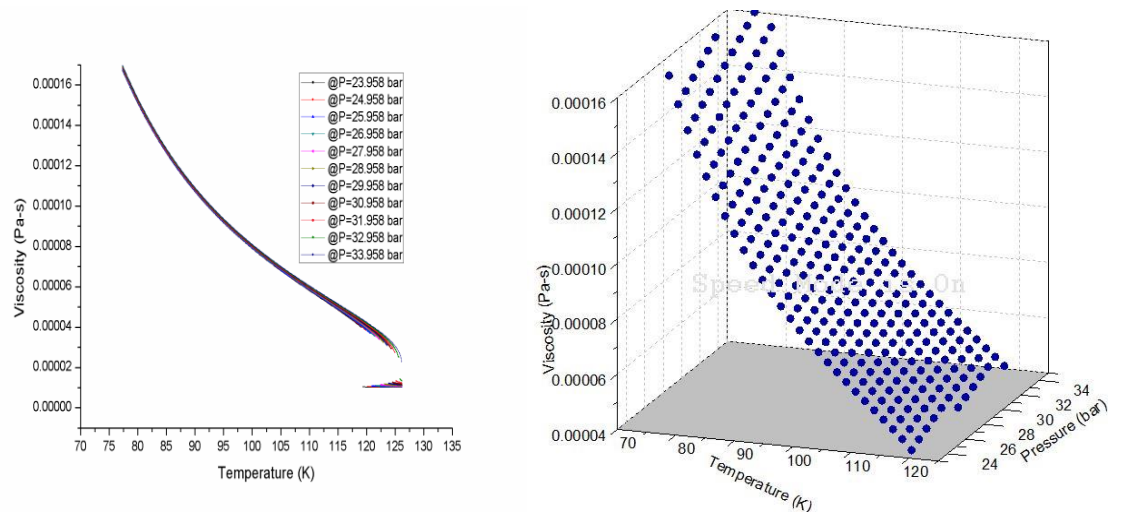 0.00016
0.00014
0.00012
0.00010
0.00008
0.00006
0.00004
0.00002
0.00000
Viscosity (Pa-s)
70 75 80 85 90 95 100 105 110 115 120 125 130 135
Temperature (K)
@P=23.958 bar
@P=24.958 bar
@P=25.958 bar
@P=26.958 bar
@P=27.958 bar
@P=28.958 bar
@P=29.958 bar
@P=30.958 bar
@P=31.958 bar
@P=32.958 bar
@P=33.958 bar
0.00016
0.00014
0.00012
0.00010
0.00008
0.00006
0.00004
Viscosity (Pa-s)
Speed Mode is On
70 80 90 100 110 120
Temperature (K)
24 26 28 30 32 34
Pressure (bar)